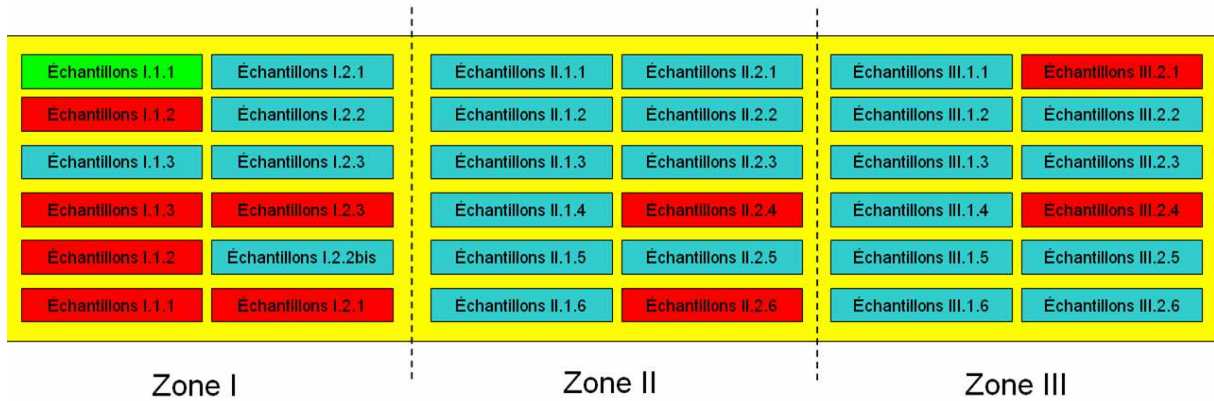 Échantillons I.1.1 Échantillons I.2.1 Échantillons II.1.1 Échantillons II.2.1 Échantillons III.1.1 Échantillons III.2.1
Échantillons I.1.2 Échantillons I.2.2 Échantillons II.1.2 Échantillons II.2.2 Échantillons III.1.2 Échantillons III.2.2
Échantillons I.1.3 Échantillons I.2.3 Échantillons II.1.3 Échantillons II.2.3 Échantillons III.1.3 Échantillons III.2.3
Échantillons I.1.3 Échantillons I.2.3 Échantillons II.1.4 Échantillons II.2.4 Échantillons III.1.4 Échantillons III.2.4
Échantillons I.1.2 Échantillons I.2.2bis Échantillons II.1.5 Échantillons II.2.5 Échantillons III.1.5 Échantillons III.2.5
Échantillons I.1.1 Échantillons I.2.1 Échantillons II.1.6 Échantillons II.2.6 Échantillons III.1.6 Échantillons III.2.6
Zone I Zone II Zone III